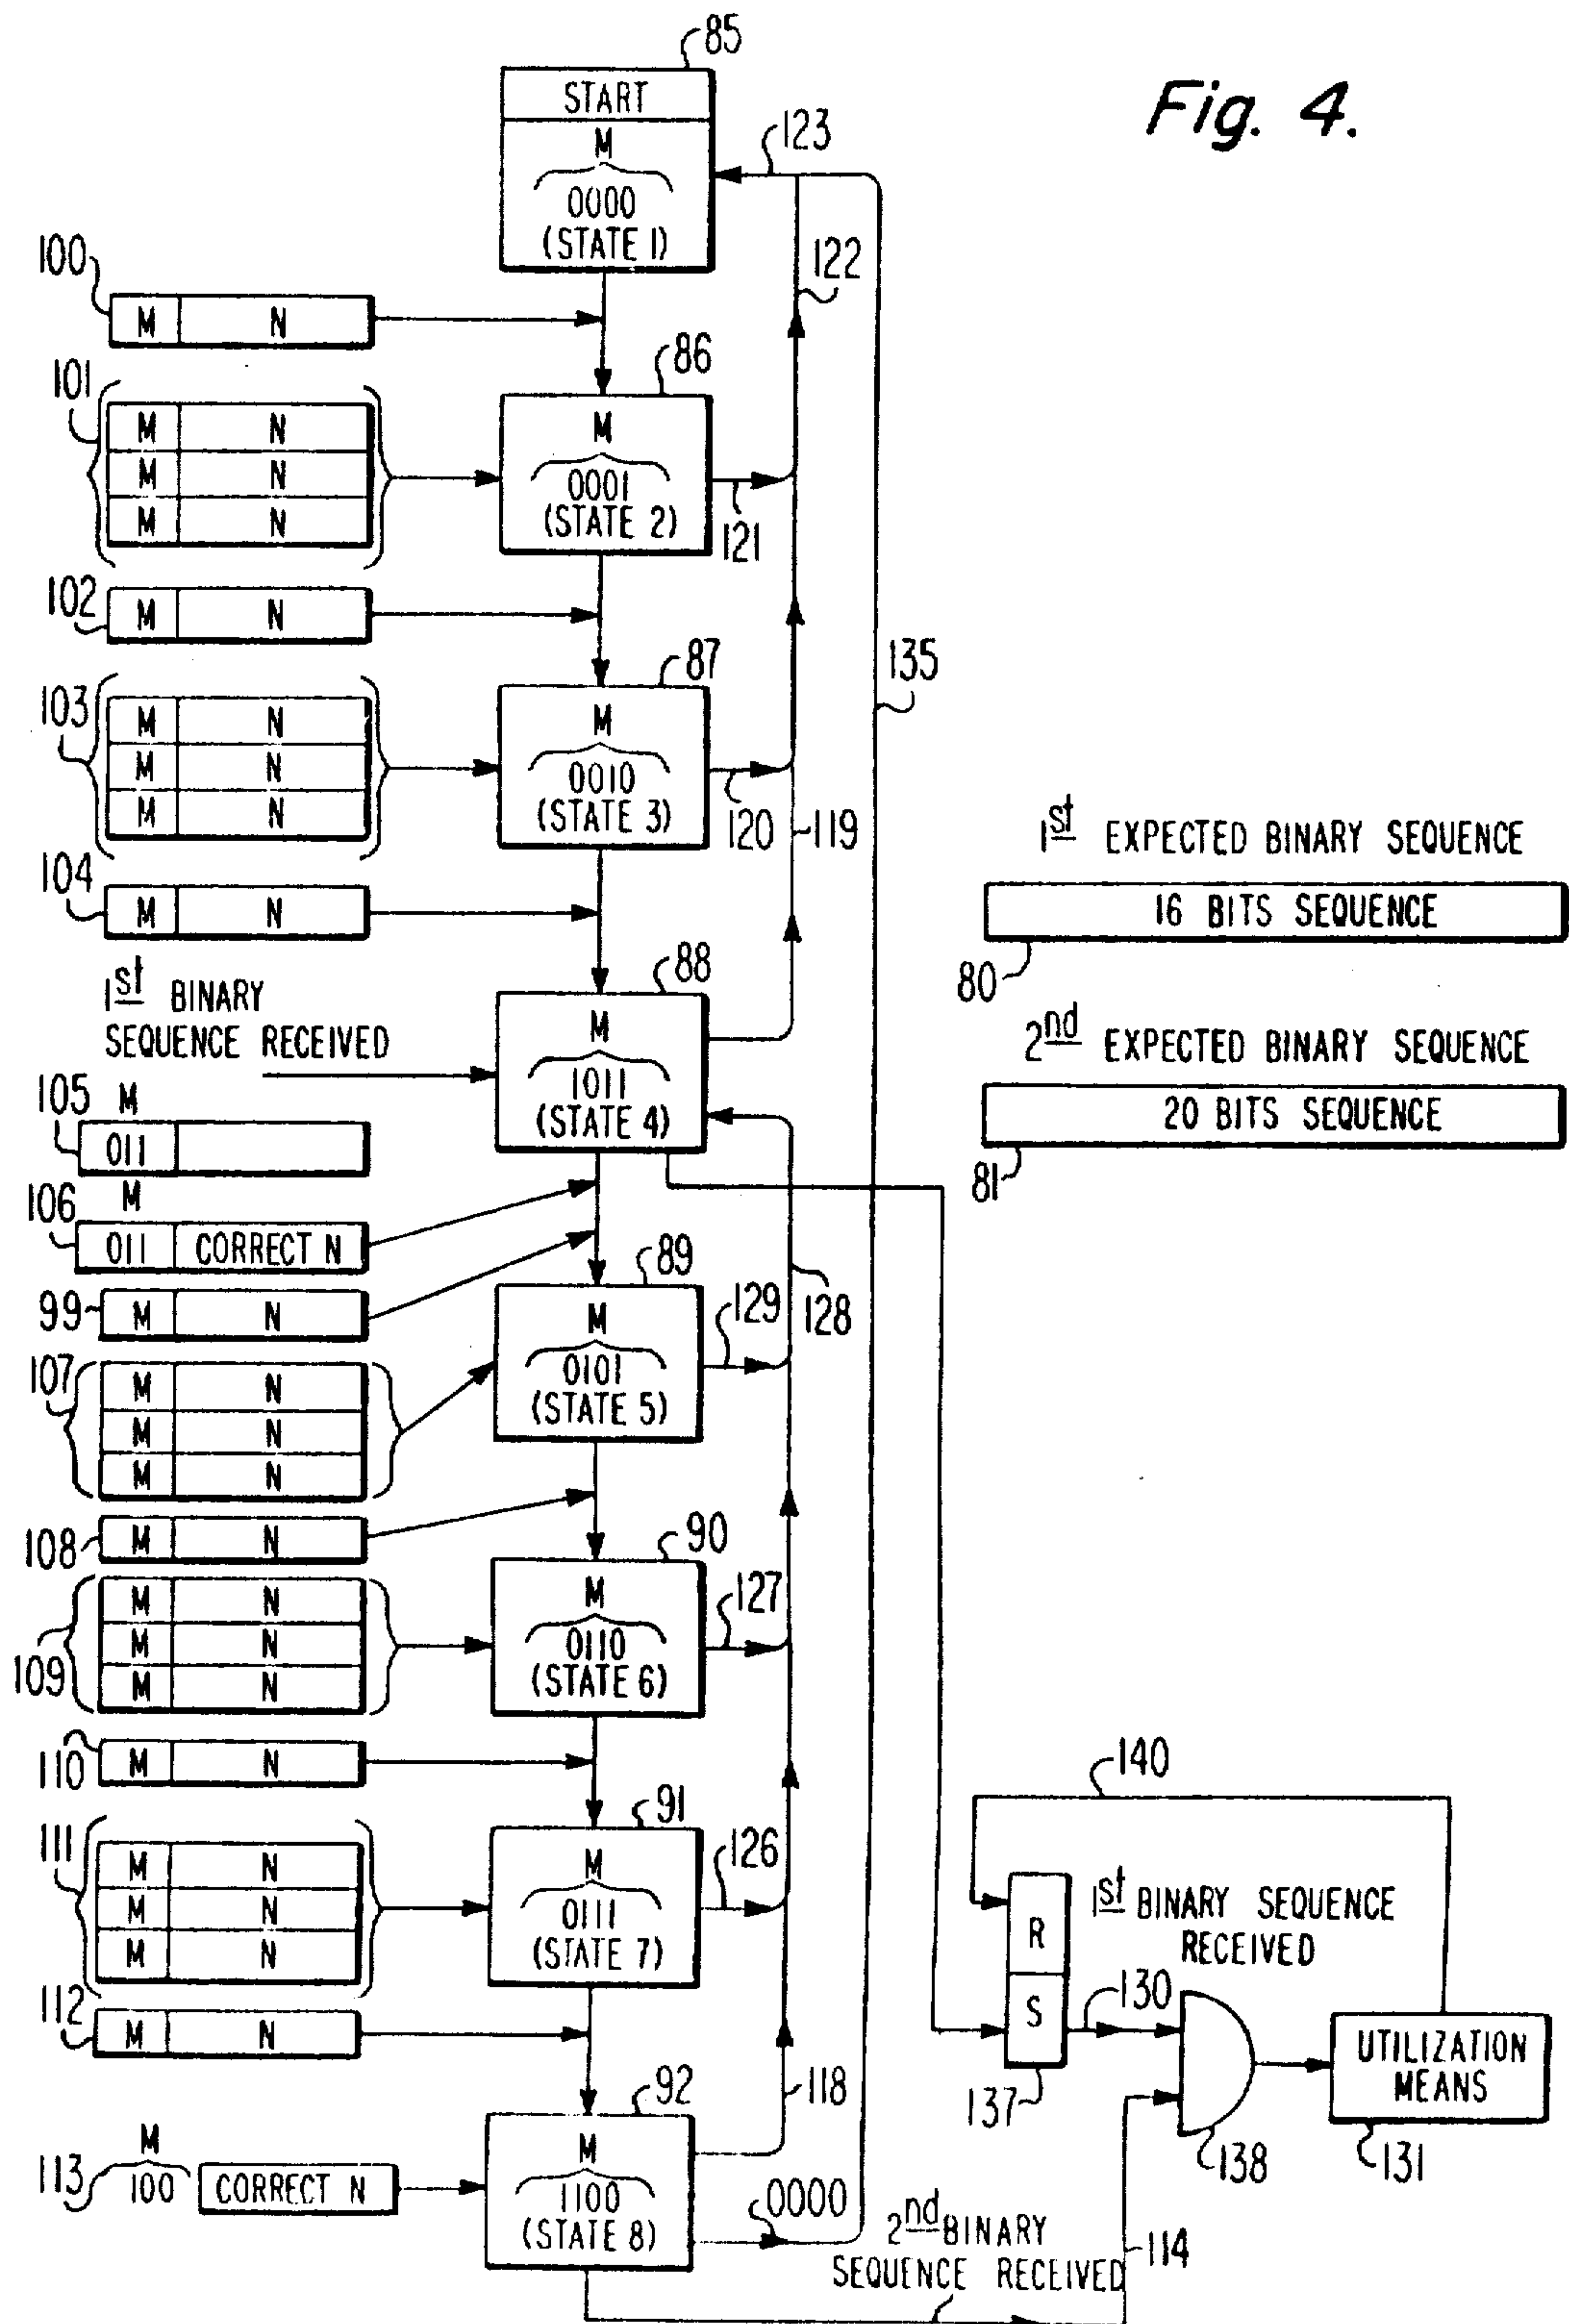 Fig. 4.
85
START
M
0000
(STATE 1)
123
122
100
M N
101
M N
M N
M N
86
M
0001
(STATE 2)
121
102
M N
103
M N
M N
M N
87
M
0010
(STATE 3)
120
119
135
104
M N
1st EXPECTED BINARY SEQUENCE
16 BITS SEQUENCE
80
2nd EXPECTED BINARY SEQUENCE
20 BITS SEQUENCE
81
1st BINARY
SEQUENCE RECEIVED
88
M
1011
(STATE 4)
105
M
011
106
M
011 CORRECT N
99
M N
89
M
0101
(STATE 5)
129
128
107
M N
M N
M N
108
M N
90
M
0110
(STATE 6)
127
109
M N
M N
M N
110
M N
91
M
0111
(STATE 7)
126
111
M N
M N
M N
112
M N
92
M
1100
(STATE 8)
118
0000
113
M
100 CORRECT N
2nd BINARY
SEQUENCE RECEIVED
114
140
R
S
137
1st BINARY SEQUENCE
RECEIVED
130
138
UTILIZATION
MEANS
131